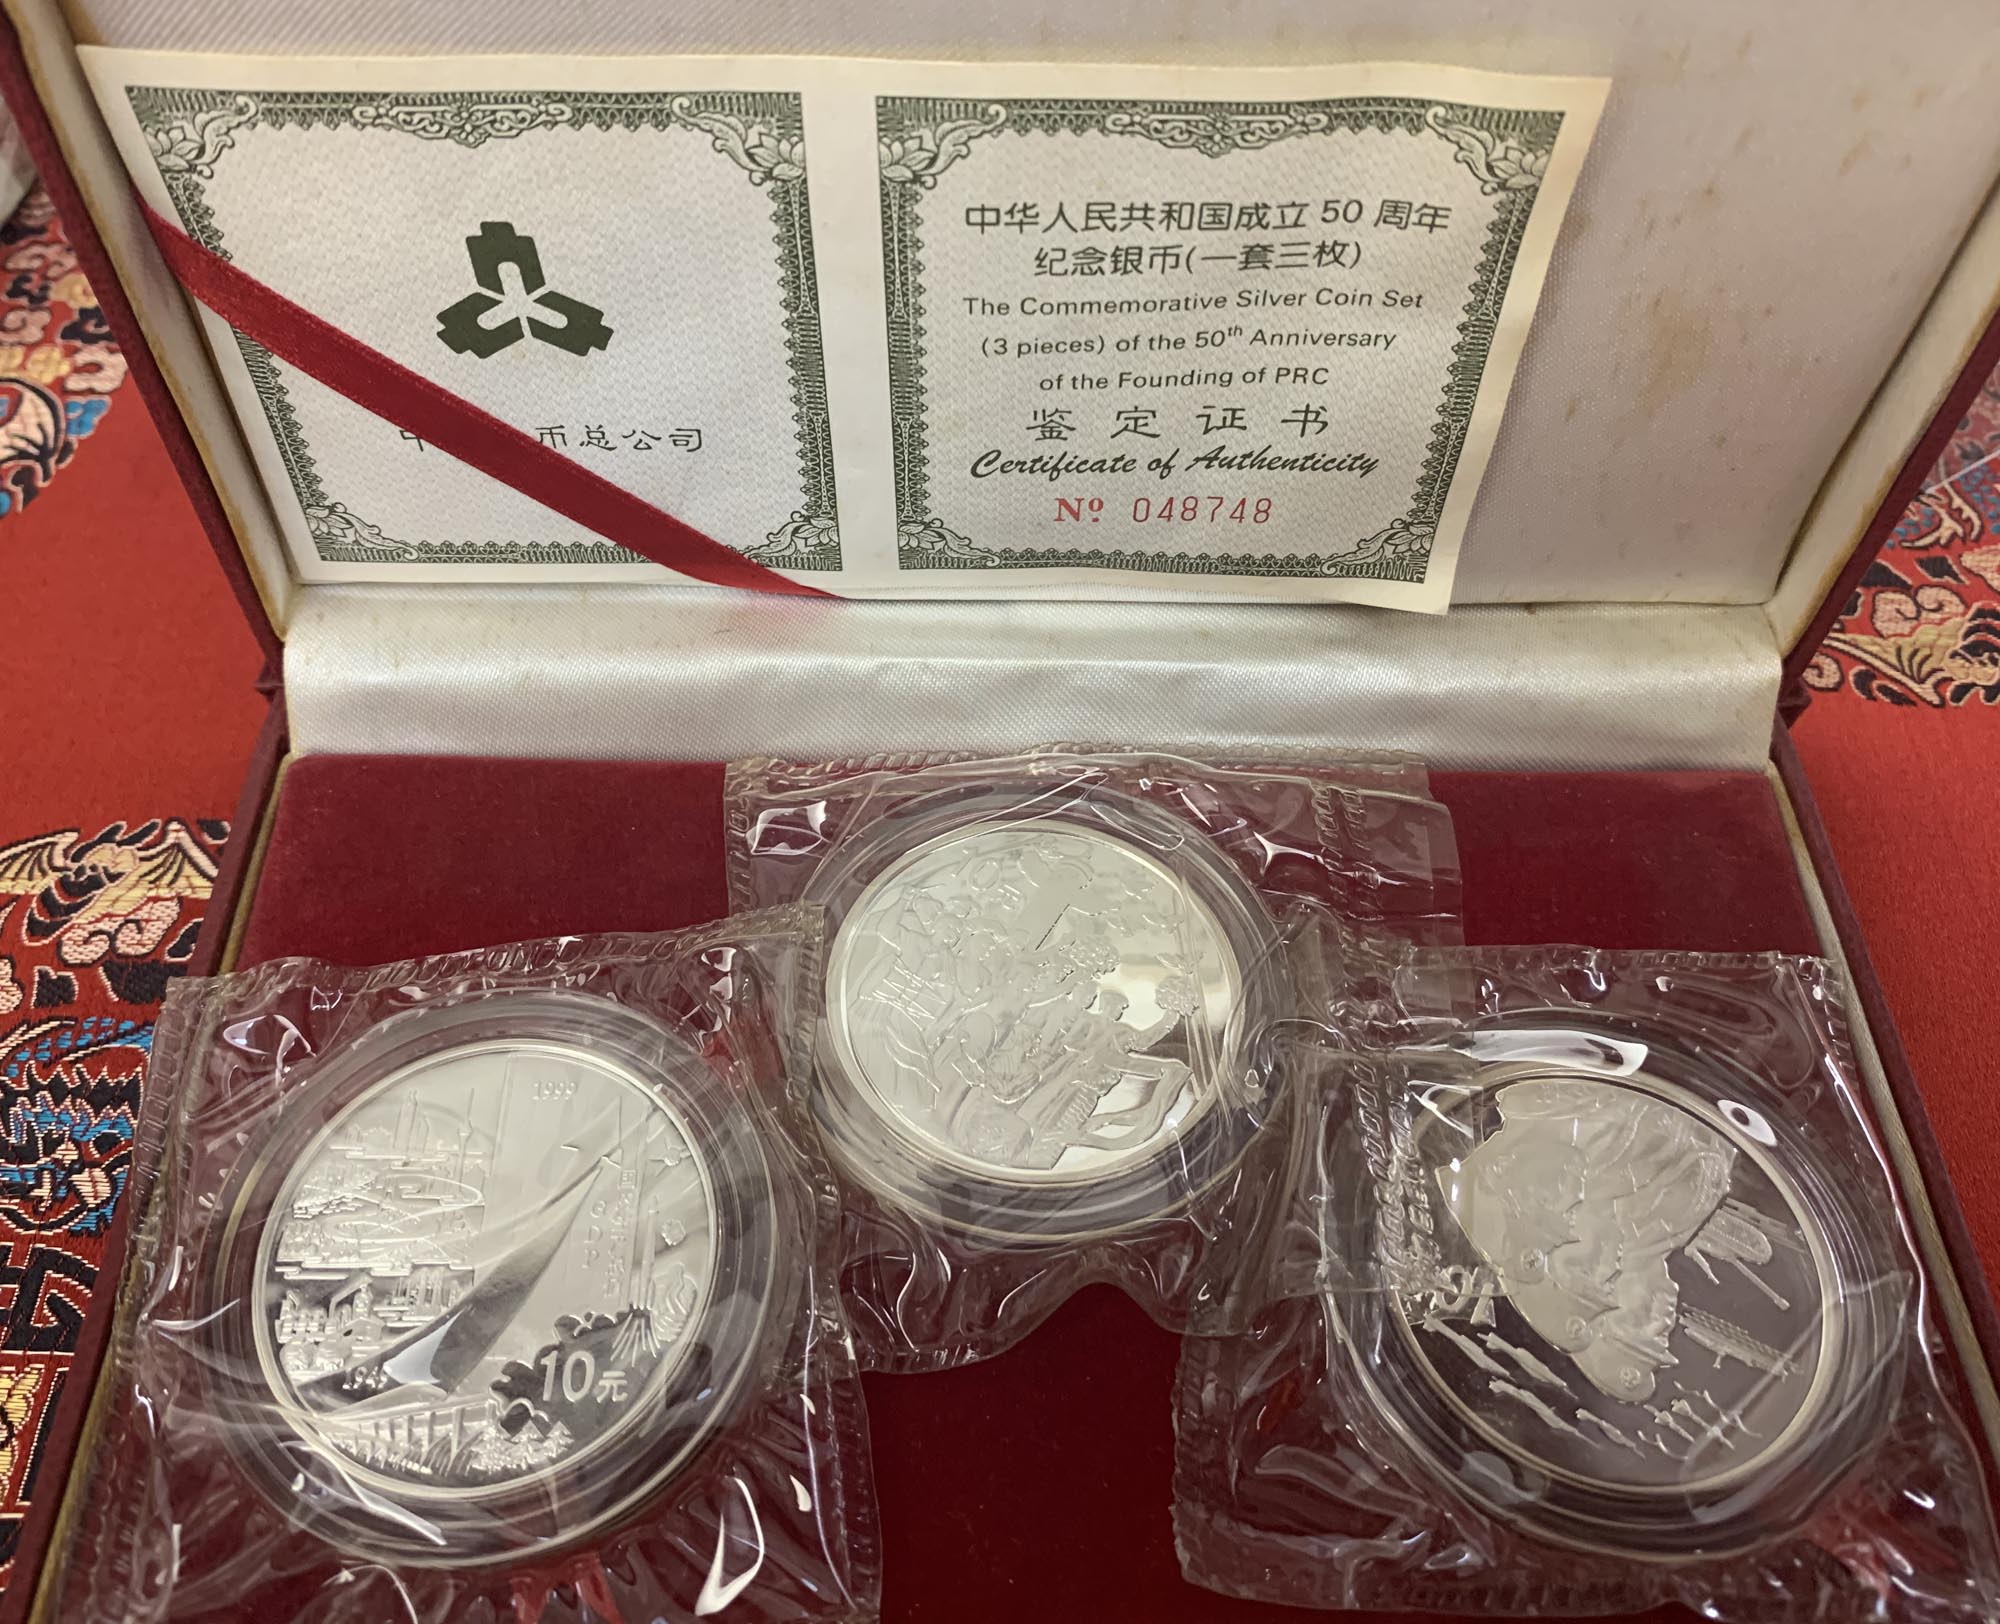 中 币总公司
中华人民共和国成立 50 周年
纪念银币(一套三枚)
The Commemorative Silver Coin Set
(3 pieces) of the 50th Anniversary
of the Founding of PRC
鉴定证书
Certificate of Authenticity
Nº 048748
1999
GDP
1949
10元